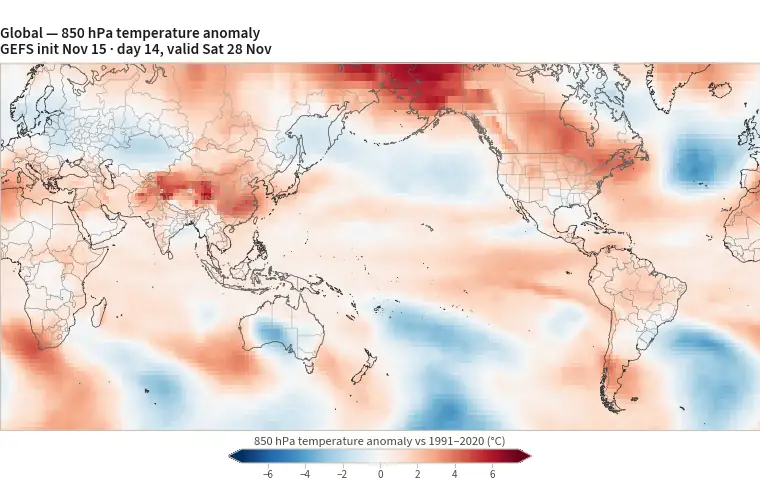 Global — 850 hPa temperature anomaly
GEFS init Nov 15 · day 14, valid Sat 28 Nov
850 hPa temperature anomaly vs 1991–2020 (°C)
−6 −4 −2 0 2 4 6